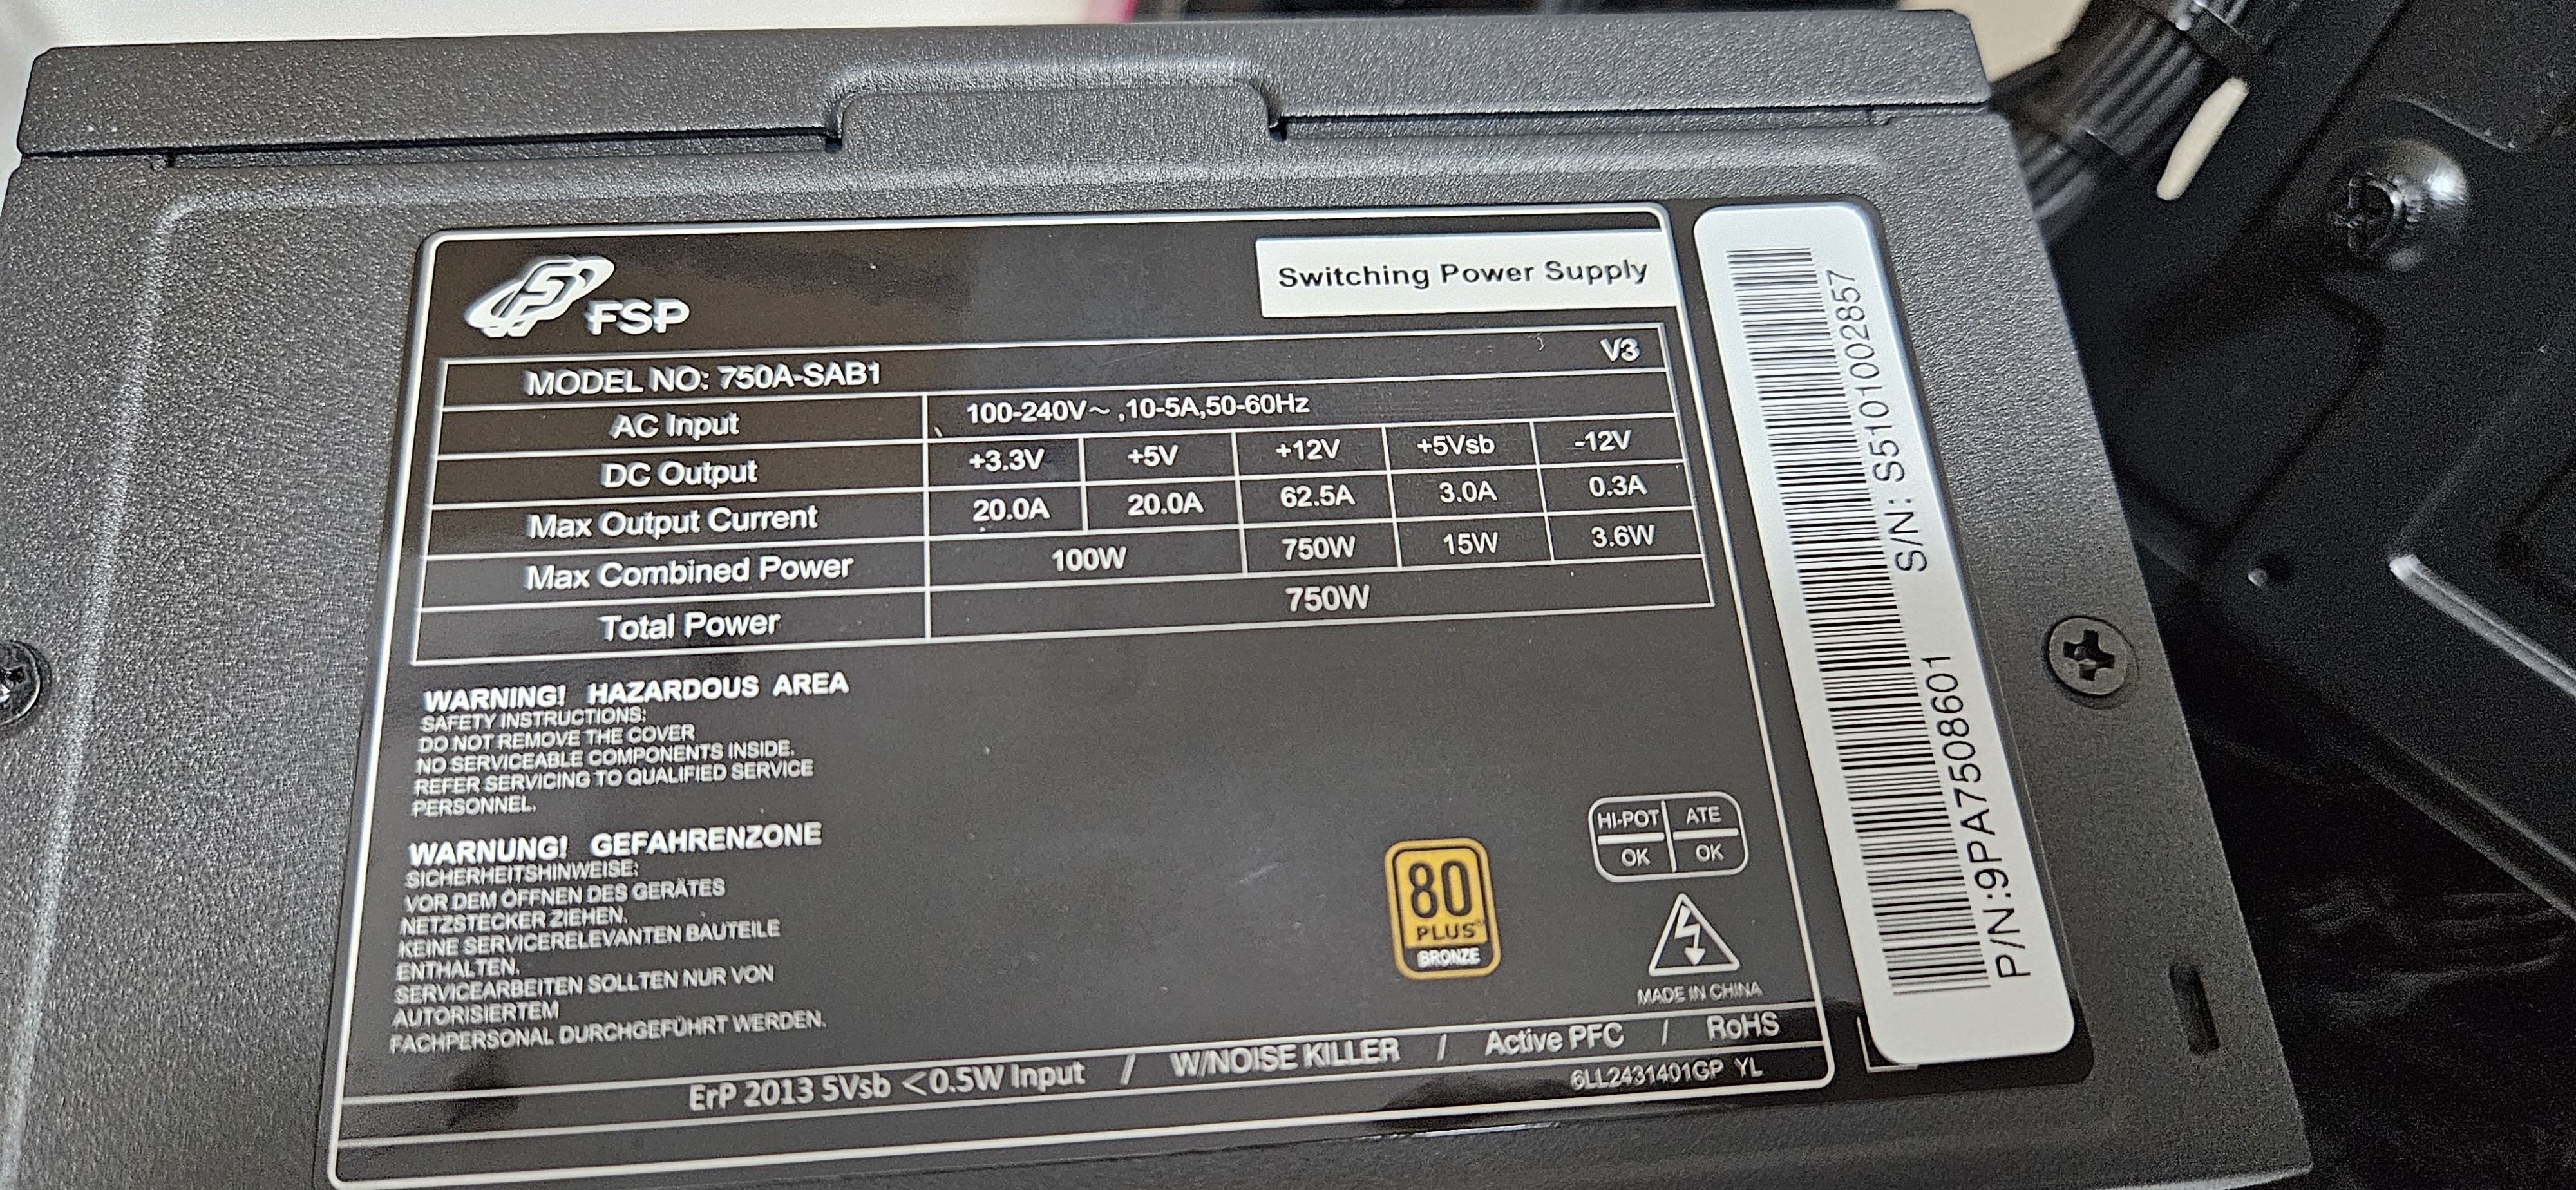 FSP
Switching Power Supply
MODEL NO: 750A-SAB1 V3
AC Input 100-240V～ ,10-5A,50-60Hz
DC Output +3.3V +5V +12V +5Vsb -12V
Max Output Current 20.0A 20.0A 62.5A 3.0A 0.3A
Max Combined Power 100W 750W 15W 3.6W
Total Power 750W
WARNING! HAZARDOUS AREA
SAFETY INSTRUCTIONS:
DO NOT REMOVE THE COVER
NO SERVICEABLE COMPONENTS INSIDE.
REFER SERVICING TO QUALIFIED SERVICE
PERSONNEL.
WARNUNG! GEFAHRENZONE
SICHERHEITSHINWEISE:
VOR DEM ÖFFNEN DES GERÄTES
NETZSTECKER ZIEHEN.
KEINE SERVICERELEVANTEN BAUTEILE
ENTHALTEN.
SERVICEARBEITEN SOLLTEN NUR VON
AUTORISIERTEM
FACHPERSONAL DURCHGEFÜHRT WERDEN.
80
PLUS®
BRONZE
HI-POT ATE
OK OK
MADE IN CHINA
ErP 2013 5Vsb <0.5W Input / W/NOISE KILLER / Active PFC / RoHS
6LL2431401GP YL
S/N: S5101002857
P/N:9PA7508601